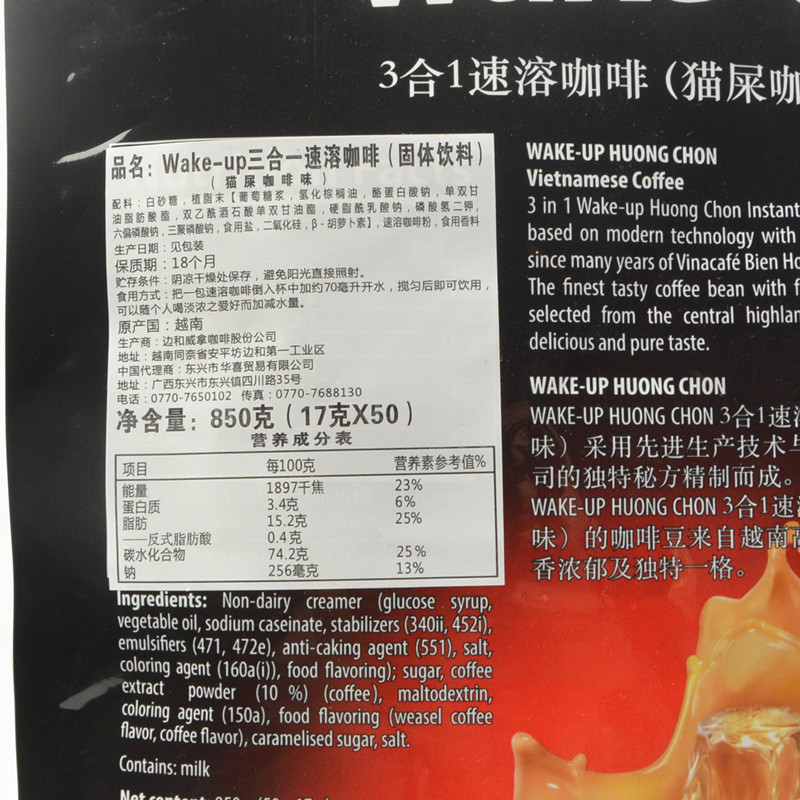 3合1速溶咖啡（猫屎咖
品名：Wake-up三合一速溶咖啡（固体饮料）
（猫屎咖啡味）
配料：白砂糖，植脂末【葡萄糖浆，氢化棕榈油，酪蛋白酸钠，单双甘
油脂肪酸酯，双乙酰酒石酸单双甘油酯，硬脂酰乳酸钠，磷酸氢二钾，
六偏磷酸钠，三聚磷酸钠，食用盐，二氧化硅，β-胡萝卜素】，速溶咖啡粉，食用香料
生产日期：见包装
保质期：18个月
贮存条件：阴凉干燥处保存，避免阳光直接照射。
食用方式：把一包速溶咖啡倒入杯中加约70毫升开水，搅匀后即可饮用，
可以随个人喝淡浓之爱好而加减水量。
原产国：越南
生产商：边和威拿咖啡股份公司
地址：越南同奈省安平坊边和第一工业区
中国代理商：东兴市华喜贸易有限公司
地址：广西东兴市东兴镇四川路35号
电话：0770-7650102 传真：0770-7688130
净含量：850克（17克X50）
营养成分表
项目 每100克 营养素参考值%
能量 1897千焦 23%
蛋白质 3.4克 6%
脂肪 15.2克 25%
——反式脂肪酸 0.4克
碳水化合物 74.2克 25%
钠 256毫克 13%
Ingredients: Non-dairy creamer (glucose syrup,
vegetable oil, sodium caseinate, stabilizers (340ii, 452i),
emulsifiers (471, 472e), anti-caking agent (551), salt,
coloring agent (160a(i)), food flavoring); sugar, coffee
extract powder (10 %) (coffee), maltodextrin,
coloring agent (150a), food flavoring (weasel coffee
flavor, coffee flavor), caramelised sugar, salt.
Contains: milk
WAKE-UP HUONG CHON
Vietnamese Coffee
3 in 1 Wake-up Huong Chon Instant
based on modern technology with
since many years of Vinacafé Bien Ho
The finest tasty coffee bean with f
selected from the central highlan
delicious and pure taste.
WAKE-UP HUONG CHON
WAKE-UP HUONG CHON 3合1速
味）采用先进生产技术与
司的独特秘方精制而成。
WAKE-UP HUONG CHON 3合1速
味）的咖啡豆来自越南高
香浓郁及独特一格。